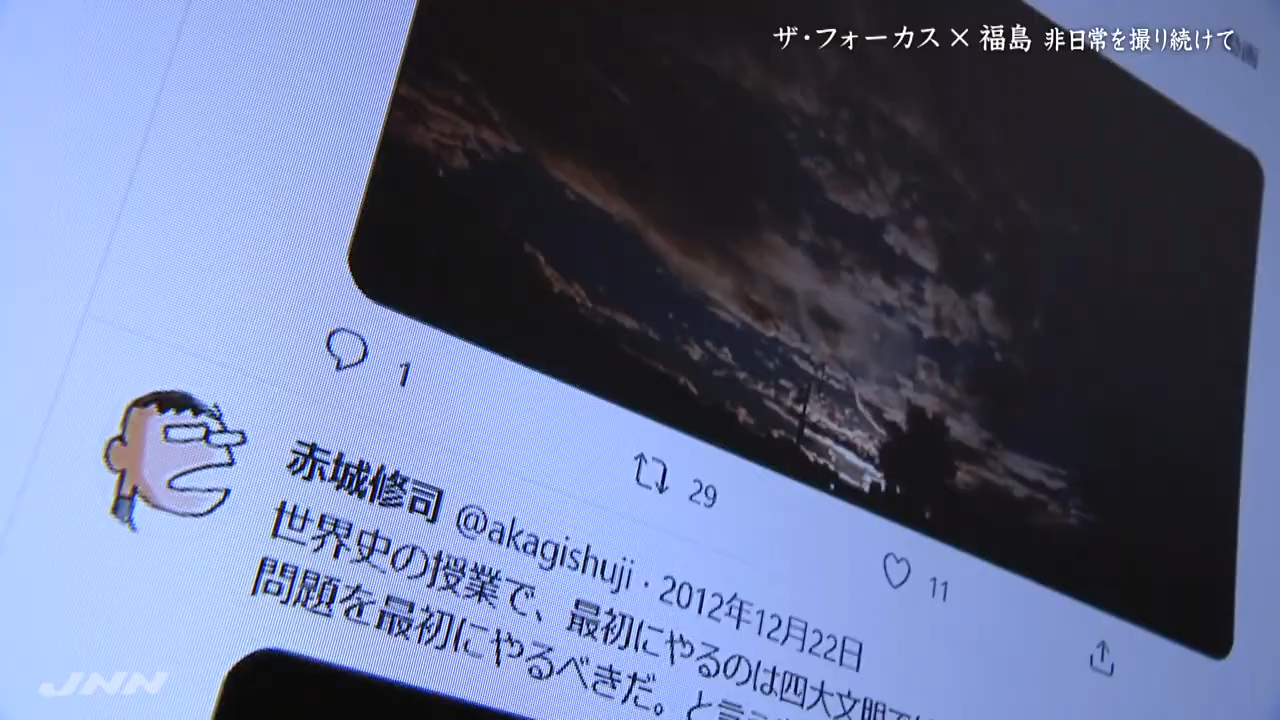 ザ・フォーカス×福島 非日常を撮り続けて
1
29
11
赤城修司 @akagishuji · 2012年12月22日
世界史の授業で、最初にやるのは四大文明で
問題を最初にやるべきだ。と言
JNN